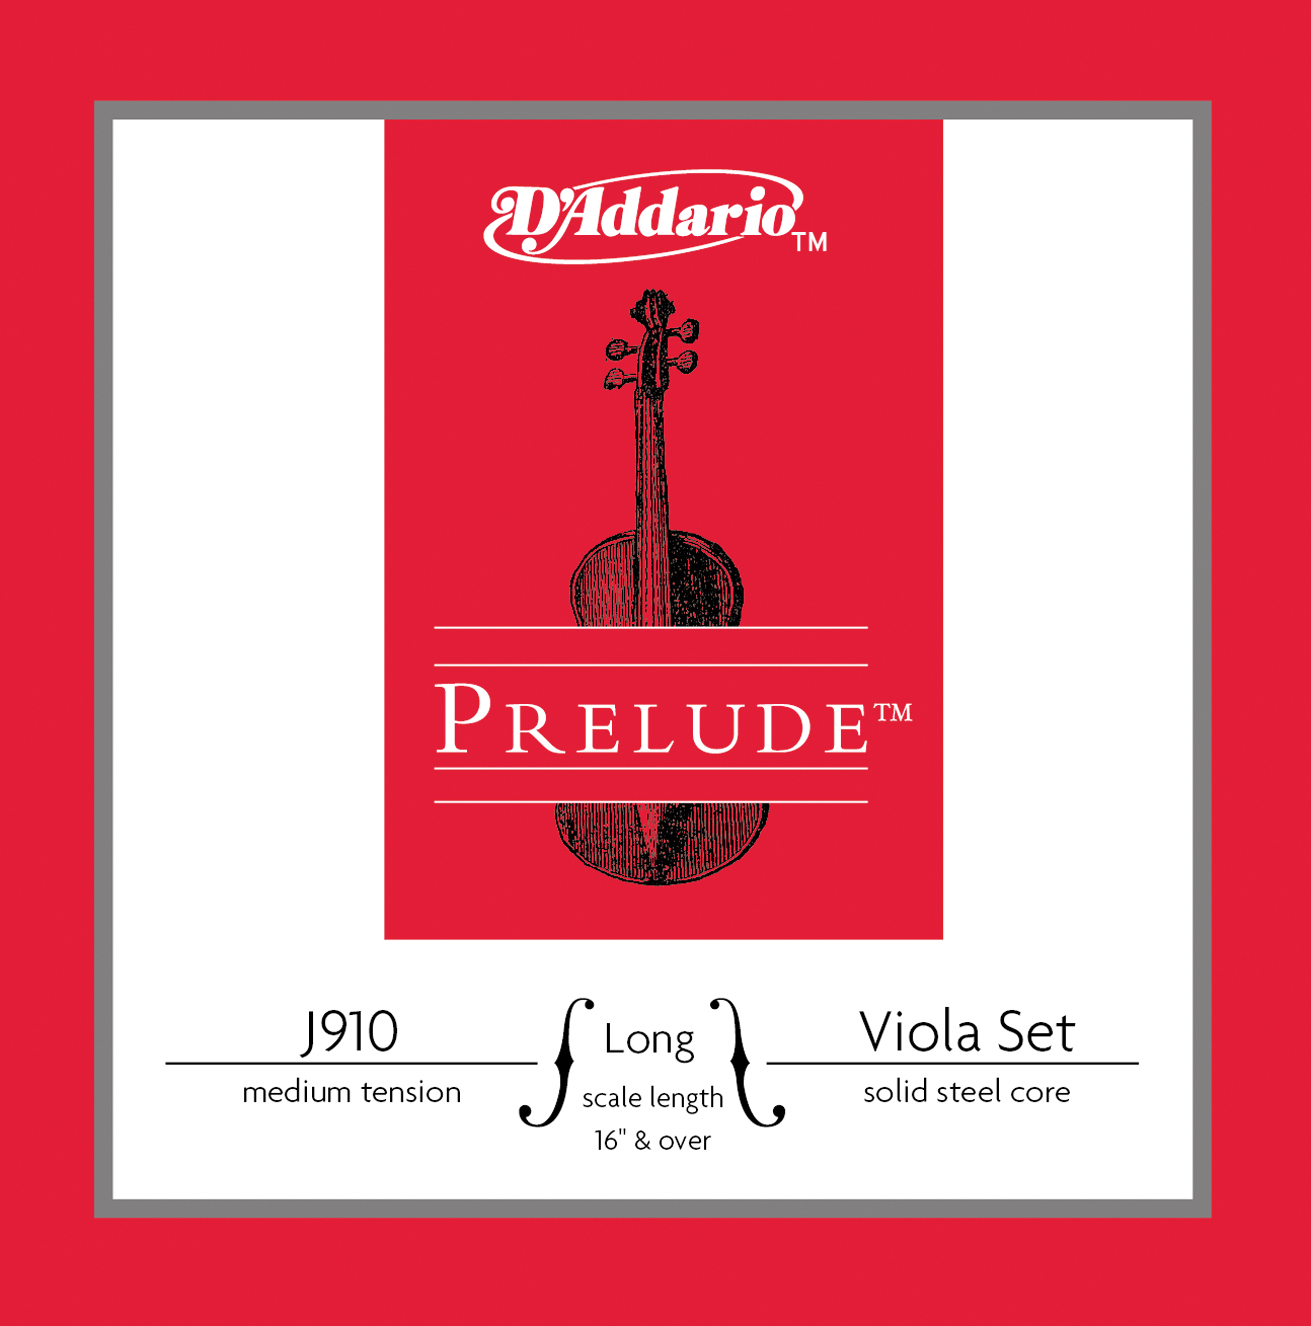 D'Addario™
PRELUDE™
J910
medium tension
Long
scale length
16" & over
Viola Set
solid steel core